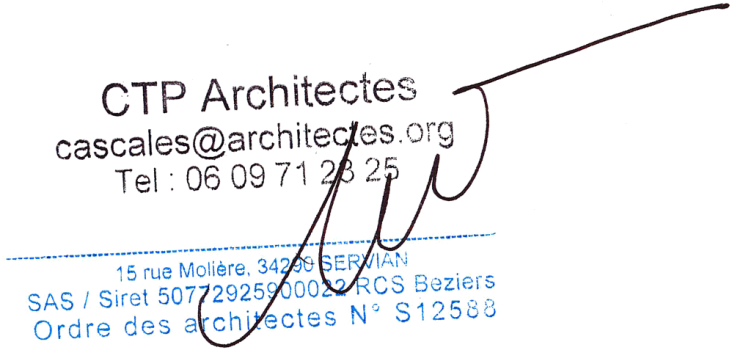 CTP Architectes
cascales@architectes.org
Tel : 06 09 71 23 25
15 rue Molière, 34290 SERVIAN
SAS / Siret 50772925900022 RCS Beziers
Ordre des architectes N° S12588